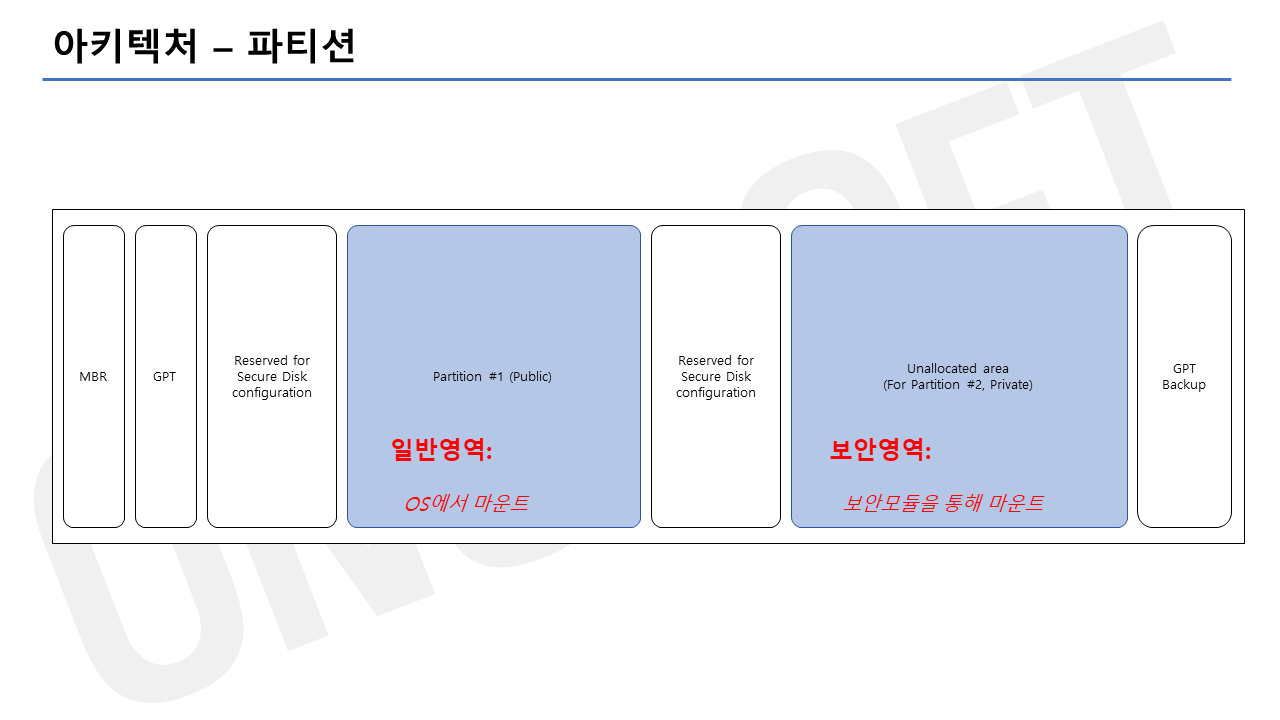 아키텍처 – 파티션
MBR
GPT
Reserved for
Secure Disk
configuration
Partition #1 (Public)
일반영역:
OS에서 마운트
Reserved for
Secure Disk
configuration
Unallocated area
(For Partition #2, Private)
보안영역:
보안모듈을 통해 마운트
GPT
Backup